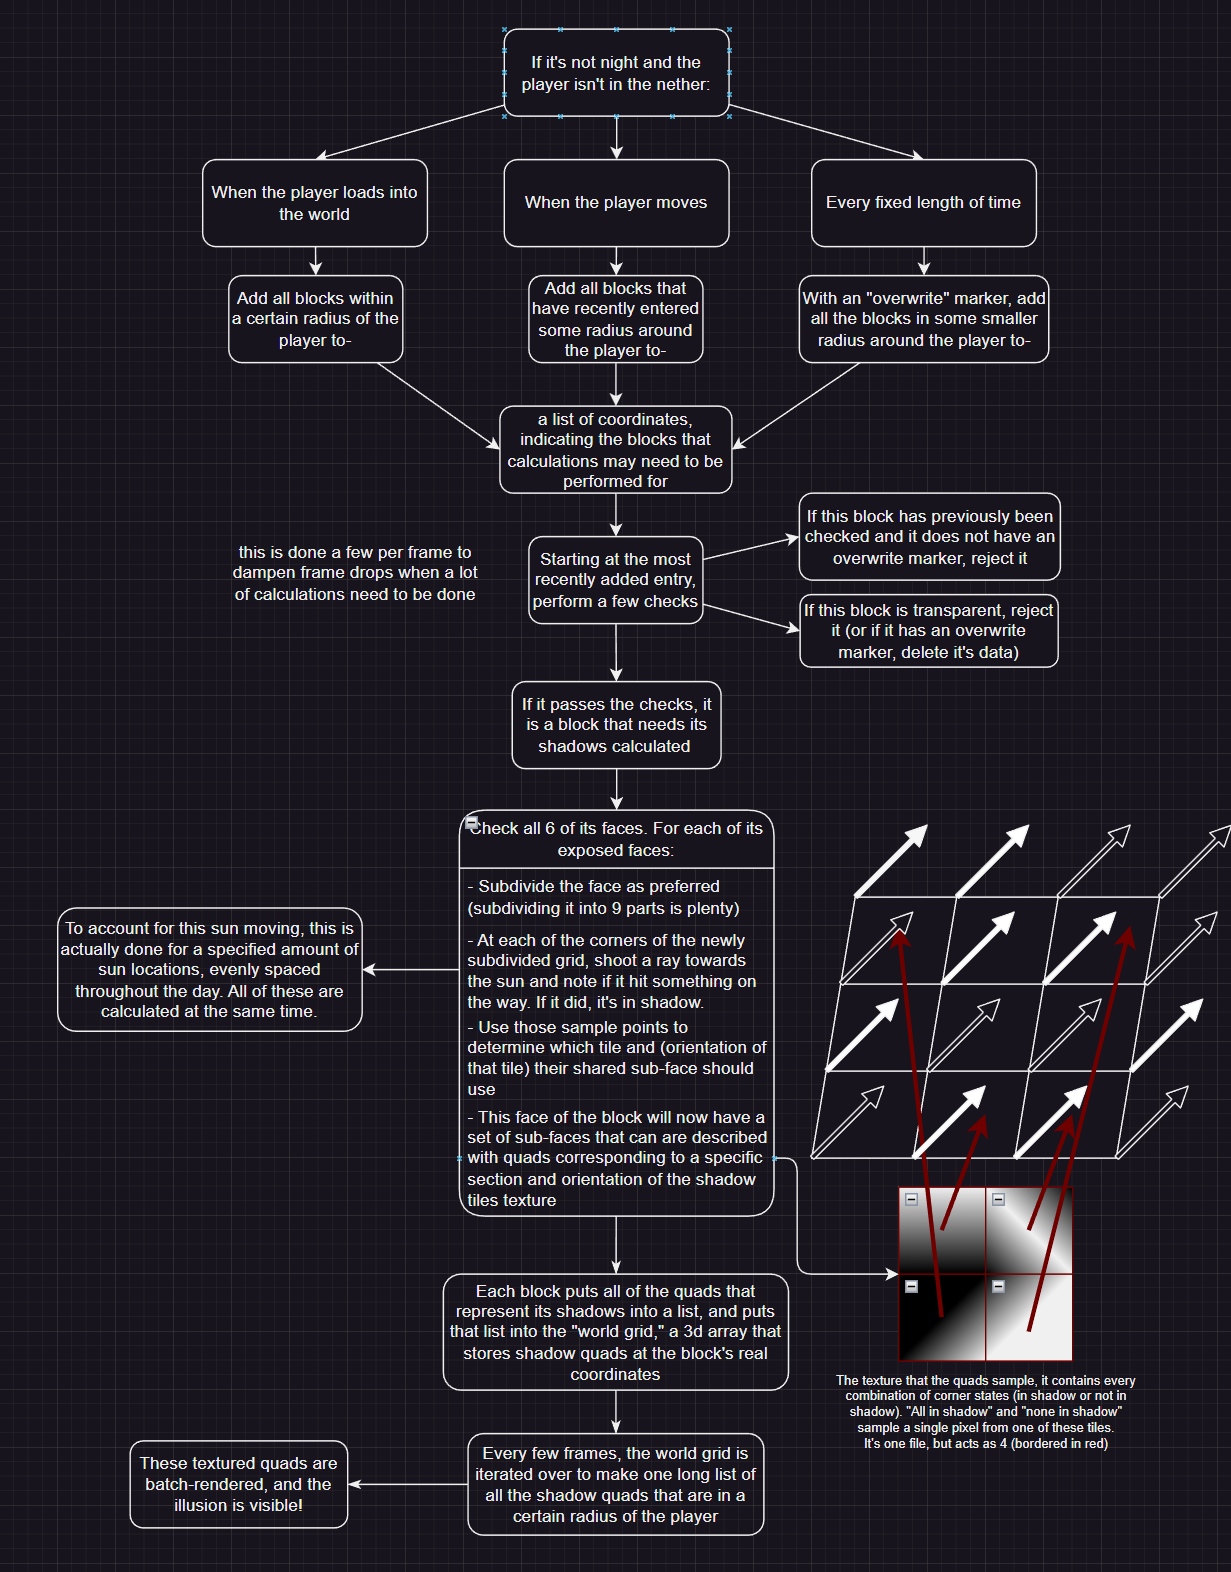 If it's not night and the
player isn't in the nether:
When the player loads into
the world
When the player moves
Every fixed length of time
Add all blocks within
a certain radius of the
player to-
Add all blocks that
have recently entered
some radius around
the player to-
With an "overwrite" marker, add
all the blocks in some smaller
radius around the player to-
a list of coordinates,
indicating the blocks that
calculations may need to be
performed for
this is done a few per frame to
dampen frame drops when a lot
of calculations need to be done
Starting at the most
recently added entry,
perform a few checks
If this block has previously been
checked and it does not have an
overwrite marker, reject it
If this block is transparent, reject
it (or if it has an overwrite
marker, delete it's data)
If it passes the checks, it
is a block that needs its
shadows calculated
Check all 6 of its faces. For each of its
exposed faces:
- Subdivide the face as preferred
(subdividing it into 9 parts is plenty)
- At each of the corners of the newly
subdivided grid, shoot a ray towards
the sun and note if it hit something on
the way. If it did, it's in shadow.
- Use those sample points to
determine which tile and (orientation of
that tile) their shared sub-face should
use
- This face of the block will now have a
set of sub-faces that can are described
with quads corresponding to a specific
section and orientation of the shadow
tiles texture
To account for this sun moving, this is
actually done for a specified amount of
sun locations, evenly spaced
throughout the day. All of these are
calculated at the same time.
Each block puts all of the quads that
represent its shadows into a list, and puts
that list into the "world grid," a 3d array that
stores shadow quads at the block's real
coordinates
The texture that the quads sample, it contains every
combination of corner states (in shadow or not in
shadow). "All in shadow" and "none in shadow"
sample a single pixel from one of these tiles.
It's one file, but acts as 4 (bordered in red)
Every few frames, the world grid is
iterated over to make one long list of
all the shadow quads that are in a
certain radius of the player
These textured quads are
batch-rendered, and the
illusion is visible!